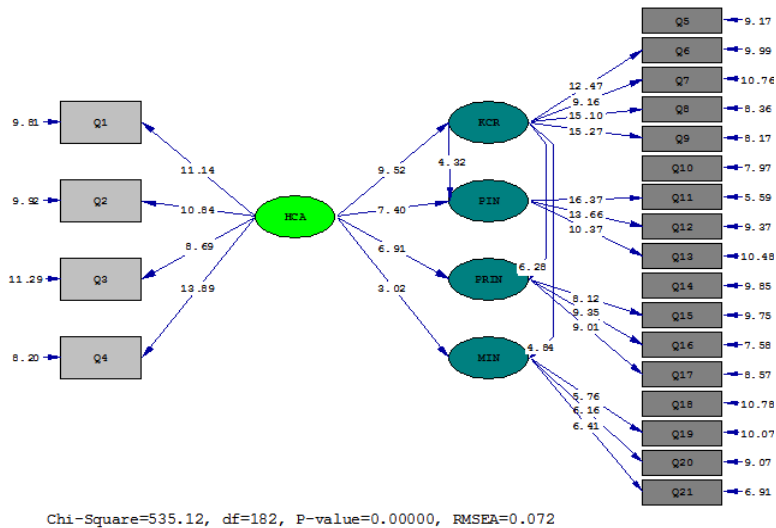 Q5 9.17
Q6 9.99
12.47
Q7 10.76
9.16
Q8 8.36
15.10
9.81 Q1 KCR
15.27 Q9 8.17
4.32
11.14 9.52 Q10 7.97
9.92 Q2 PIN 16.37 Q11 5.59
10.84 HCA 7.40 13.66 Q12 9.37
8.69 6.91 10.37 Q13 10.48
6.28
11.29 Q3 PRIN Q14 9.85
13.89 3.02 8.12 Q15 9.75
9.35
9.01 Q16 7.58
4.84
8.20 Q4 MIN Q17 8.57
5.76 Q18 10.78
6.16
6.41 Q19 10.07
Q20 9.07
Q21 6.91
Chi-Square=535.12, df=182, P-value=0.00000, RMSEA=0.072